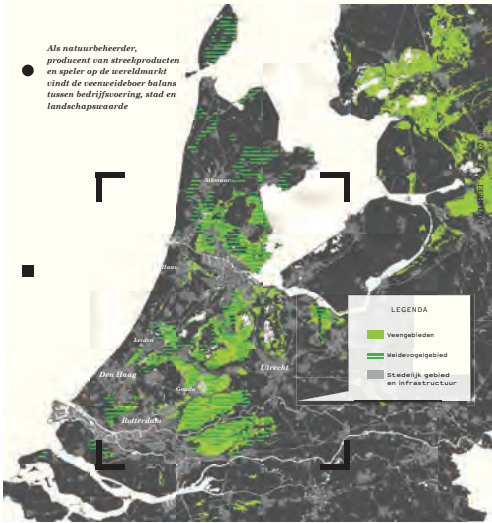 Als natuurbeheerder,
producent van streekproducten
en speler op de wereldmarkt
vindt de veenweideboer balans
tussen bedrijfsvoering, stad en
landschapswaarde
Alkmaar
Haar
Leiden
Den Haag
Utrecht
Gouda
Rotterdam
LEGENDA
Veengebieden
Weidevogelgebied
Stedelijk gebied
en infrastructuur